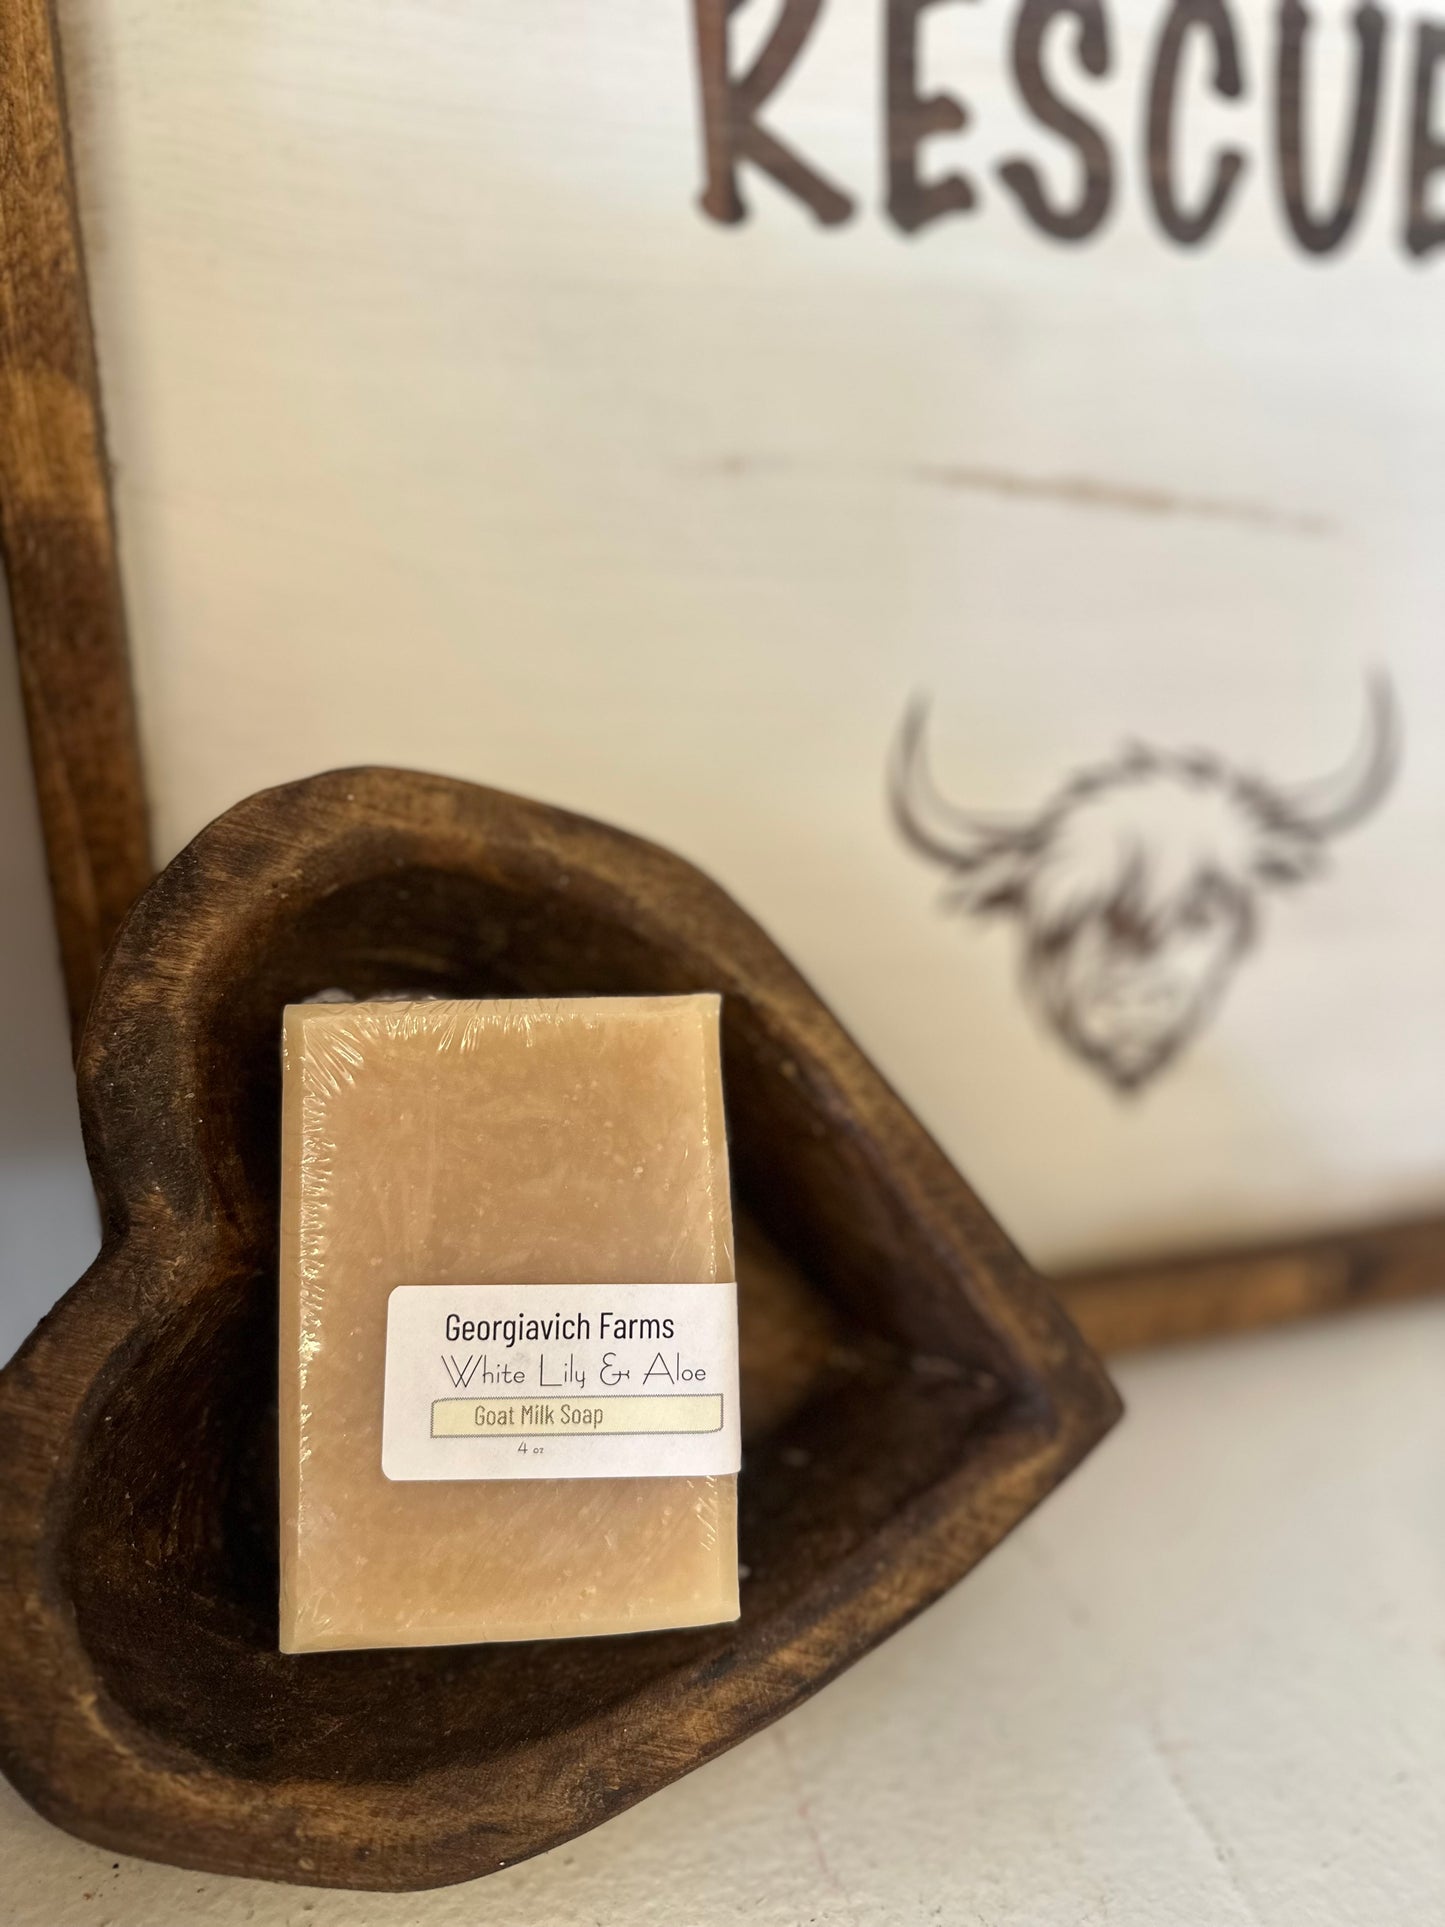 RESCUE
Georgiavich Farms
White Lily & Aloe
Goat Milk Soap
4 oz